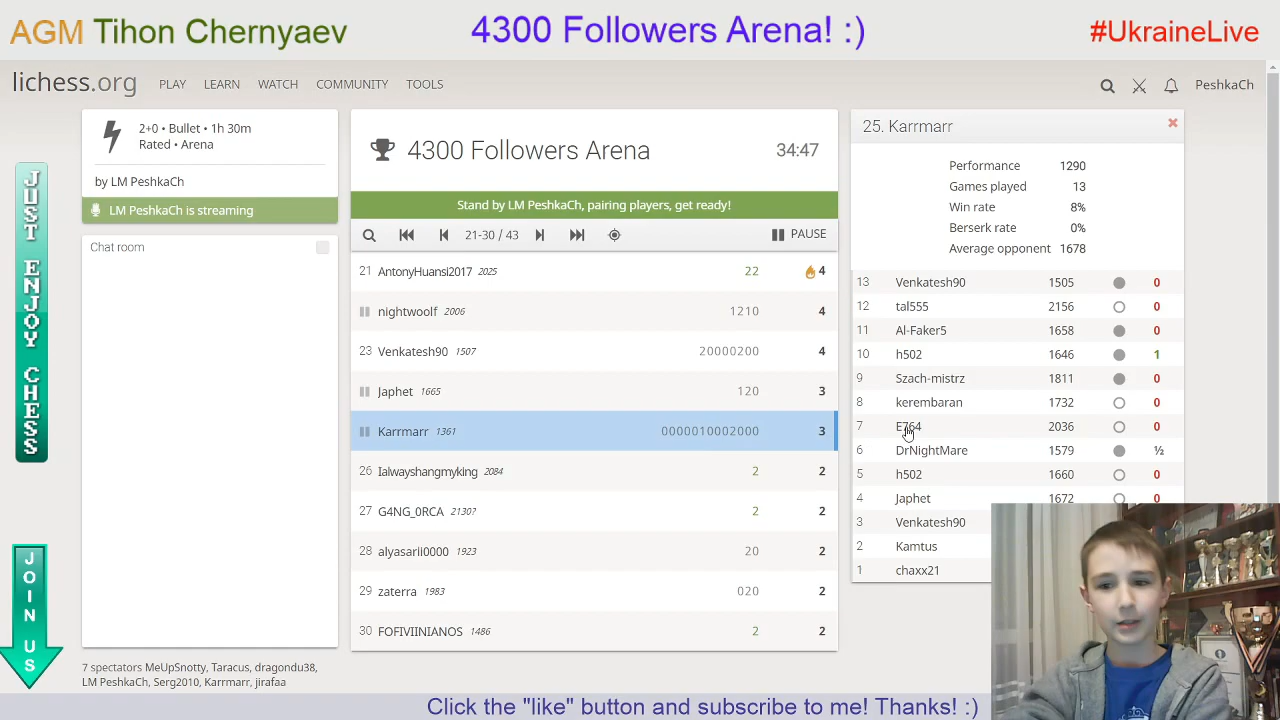 AGM Tihon Chernyaev
4300 Followers Arena! :)
#UkraineLive
lichess.org
PLAY
LEARN
WATCH
COMMUNITY
TOOLS
PeshkaCh
JUST ENJOY CHESS
JOIN US
2+0 • Bullet • 1h 30m
Rated • Arena
by LM PeshkaCh
LM PeshkaCh is streaming
Chat room
7 spectators MeUpSnotty, Taracus, dragondu38,
LM PeshkaCh, Serg2010, Karrmarr, jirafaa
4300 Followers Arena
34:47
Stand by LM PeshkaCh, pairing players, get ready!
21-30 / 43
PAUSE
21 AntonyHuansi2017 2025 22 4
nightwoolf 2006 1210 4
23 Venkatesh90 1507 20000200 4
Japhet 1665 120 3
Karrmarr 1361 0000010002000 3
26 Ialwayshangmyking 2084 2 2
27 G4NG_0RCA 2130? 2 2
28 alyasarii0000 1923 20 2
29 zaterra 1983 020 2
30 FOFIVIINIANOS 1486 2 2
25. Karrmarr
Performance 1290
Games played 13
Win rate 8%
Berserk rate 0%
Average opponent 1678
13 Venkatesh90 1505 0
12 tal555 2156 0
11 Al-Faker5 1658 0
10 h502 1646 1
9 Szach-mistrz 1811 0
8 kerembaran 1732 0
7 E764 2036 0
6 DrNightMare 1579 ½
5 h502 1660 0
4 Japhet 1672 0
3 Venkatesh90
2 Kamtus
1 chaxx21
Click the "like" button and subscribe to me! Thanks! :)